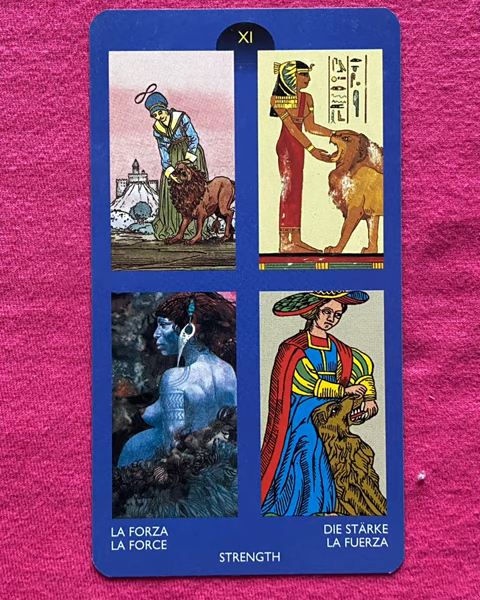 XI
LA FORZA
LA FORCE
DIE STÄRKE
LA FUERZA
STRENGTH